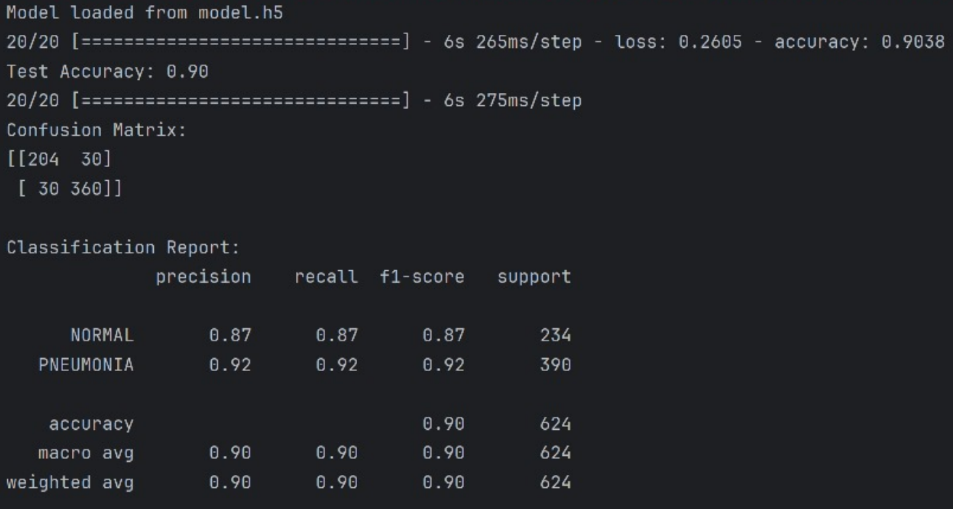 Model loaded from model.h5
20/20 [==============================] - 6s 265ms/step - loss: 0.2605 - accuracy: 0.9038
Test Accuracy: 0.90
20/20 [==============================] - 6s 275ms/step
Confusion Matrix:
[[204  30]
 [ 30 360]]
Classification Report:
              precision    recall  f1-score   support
      NORMAL       0.87      0.87      0.87       234
   PNEUMONIA       0.92      0.92      0.92       390
    accuracy                           0.90       624
   macro avg       0.90      0.90      0.90       624
weighted avg       0.90      0.90      0.90       624